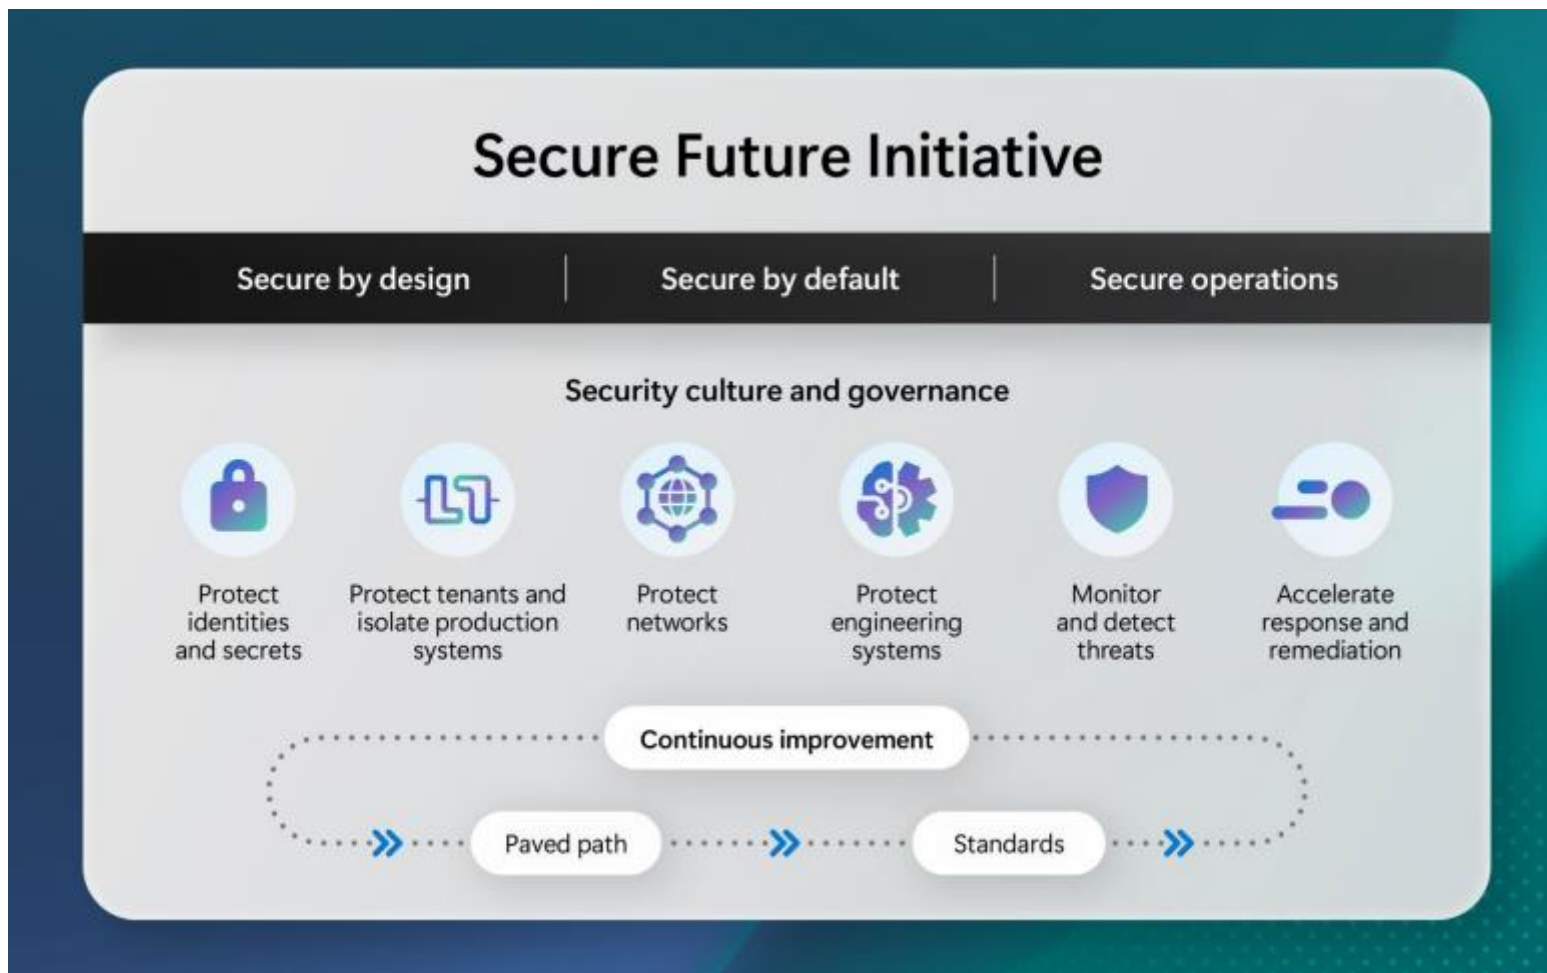 Secure Future Initiative
Secure by design
Secure by default
Secure operations
Security culture and governance
Protect
identities
and secrets
Protect tenants and
isolate production
systems
Protect
networks
Protect
engineering
systems
Monitor
and detect
threats
Accelerate
response and
remediation
Continuous improvement
Paved path
Standards